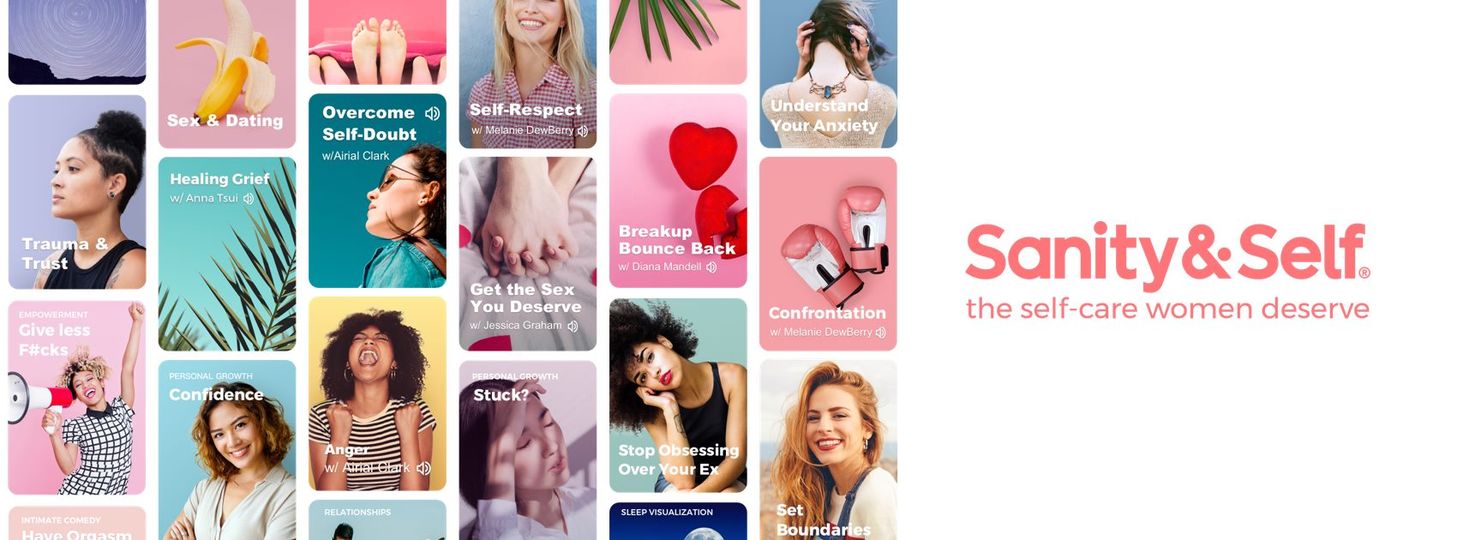 Trauma &
Trust
EMPOWERMENT
Give less
F#cks
INTIMATE COMEDY
Have Orgasm
Sex & Dating
Healing Grief
w/ Anna Tsui
PERSONAL GROWTH
Confidence
Overcome
Self-Doubt
w/Airial Clark
Anger
w/ Airial Clark
RELATIONSHIPS
Self-Respect
w/ Melanie DewBerry
Get the Sex
You Deserve
w/ Jessica Graham
PERSONAL GROWTH
Stuck?
Breakup
Bounce Back
w/ Diana Mandell
Stop Obsessing
Over Your Ex
SLEEP VISUALIZATION
Understand
Your Anxiety
Confrontation
w/ Melanie DewBerry
Set
Boundaries
Sanity&Self®
the self-care women deserve